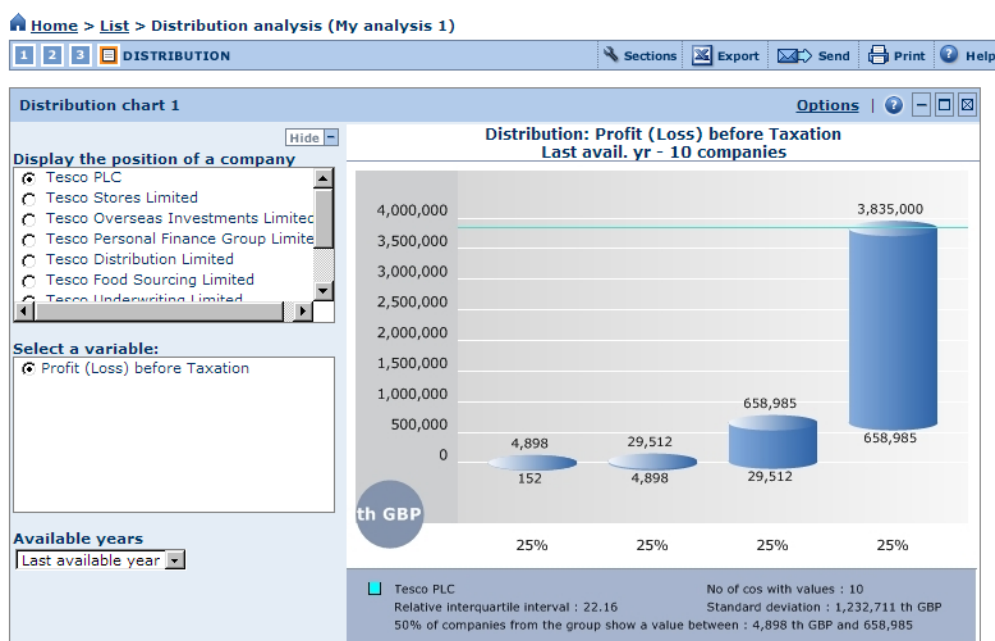 Home > List > Distribution analysis (My analysis 1)
1 2 3 DISTRIBUTION Sections Export Send Print ? Help
Distribution chart 1 Options | ?
Hide
Display the position of a company
Tesco PLC
Tesco Stores Limited
Tesco Overseas Investments Limited
Tesco Personal Finance Group Limite
Tesco Distribution Limited
Tesco Food Sourcing Limited
Tesco Underwriting Limited
Select a variable:
Profit (Loss) before Taxation
Available years
Last available year
Distribution: Profit (Loss) before Taxation
Last avail. yr - 10 companies
4,000,000
3,500,000
3,000,000
2,500,000
2,000,000
1,500,000
1,000,000
500,000
0
3,835,000
658,985
658,985
4,898
29,512
152
4,898
29,512
th GBP
25% 25% 25% 25%
Tesco PLC No of cos with values : 10
Relative interquartile interval : 22.16 Standard deviation : 1,232,711 th GBP
50% of companies from the group show a value between : 4,898 th GBP and 658,985